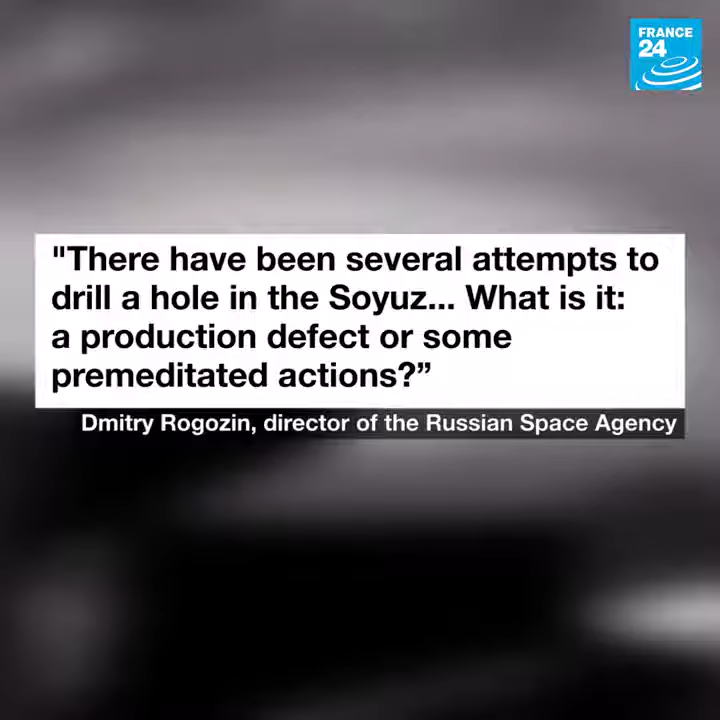 FRANCE
24
"There have been several attempts to
drill a hole in the Soyuz... What is it:
a production defect or some
premeditated actions?”
Dmitry Rogozin, director of the Russian Space Agency